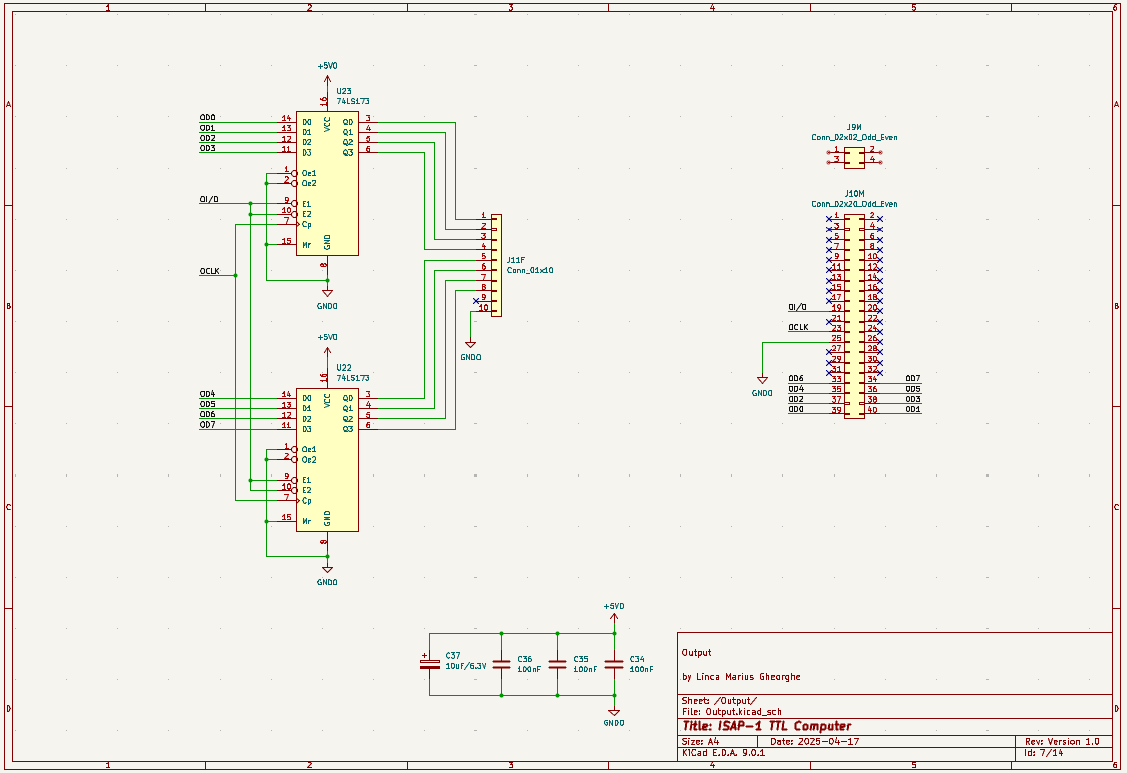 1 2 3 4 5 6
A
B
C
D
+5VO
16
U23
74LS173
VCC
OD0 14 D0 Q0 3
OD1 13 D1 Q1 4
OD2 12 D2 Q2 5
OD3 11 D3 Q3 6
1 Oe1
2 Oe2
OI/O 9 E1
10 E2
7 Cp
15 Mr
GND
8
OCLK
GNDO
+5VO
16
U22
74LS173
VCC
OD4 14 D0 Q0 3
OD5 13 D1 Q1 4
OD6 12 D2 Q2 5
OD7 11 D3 Q3 6
1 Oe1
2 Oe2
9 E1
10 E2
7 Cp
15 Mr
GND
8
GNDO
1
2
3
4
5
6
7
8
9
10
J11F
Conn_01x10
GNDO
J9M
Conn_02x02_Odd_Even
1 2
3 4
J10M
Conn_02x20_Odd_Even
1 2
3 4
5 6
7 8
9 10
11 12
13 14
15 16
17 18
OI/O 19 20
21 22
OCLK 23 24
25 26
27 28
29 30
31 32
OD6 33 34 OD7
OD4 35 36 OD5
OD2 37 38 OD3
OD0 39 40 OD1
GNDO
+5VO
+
C37
10uF/6.3V
C36
100nF
C35
100nF
C34
100nF
GNDO
Output
by Linca Marius Gheorghe
Sheet: /Output/
File: Output.kicad_sch
Title: ISAP-1 TTL Computer
Size: A4 Date: 2025-04-17 Rev: Version 1.0
KiCad E.D.A. 9.0.1 Id: 7/14
A
B
C
D
1 2 3 4 5 6